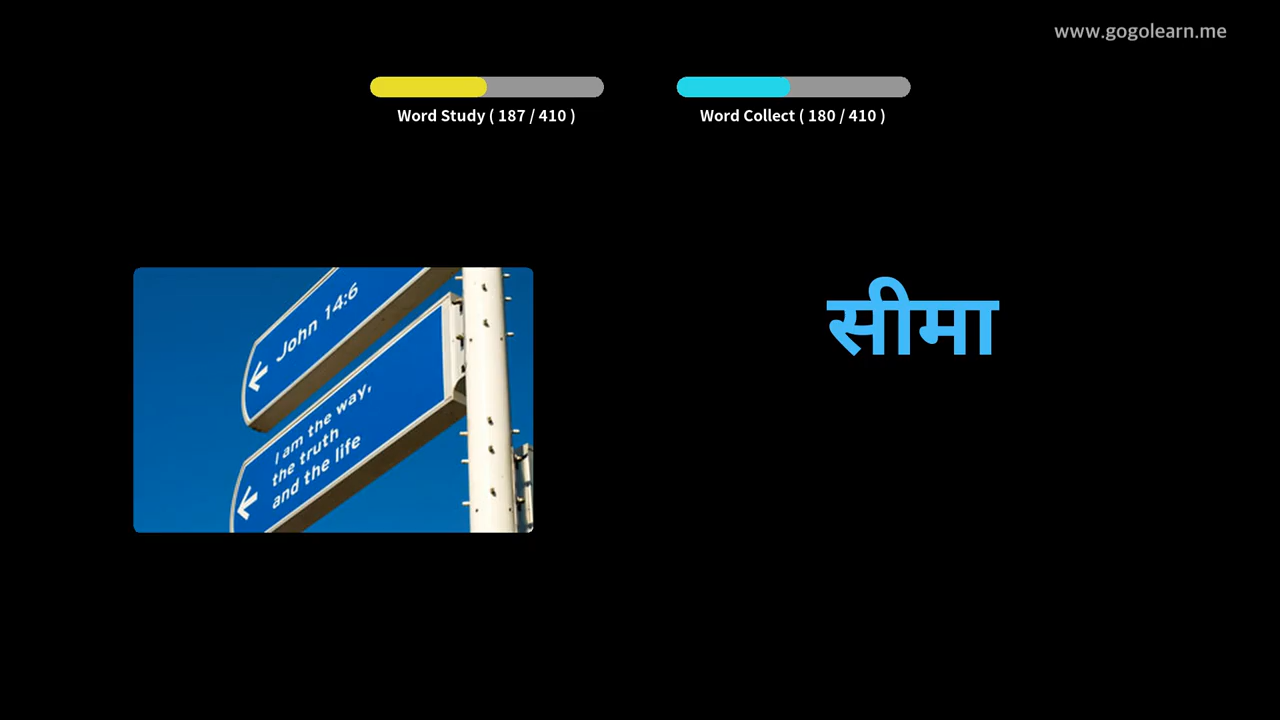 www.gogolearn.me
Word Study ( 187 / 410 )
Word Collect ( 180 / 410 )
John 14:6
I am the way,
the truth
and the life
सीमा